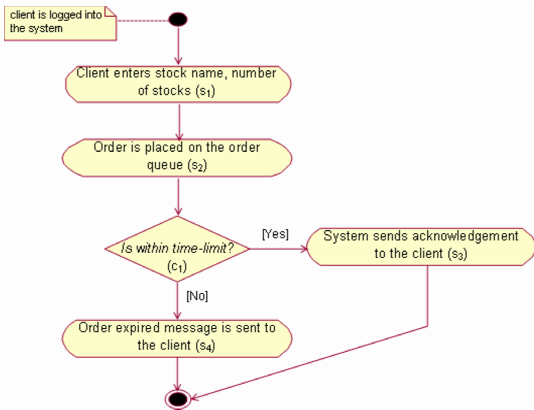 client is logged into
the system
Client enters stock name, number
of stocks (s₁)
Order is placed on the order
queue (s₂)
Is within time-limit?
(c₁)
[Yes]
System sends acknowledgement
to the client (s₃)
[No]
Order expired message is sent to
the client (s₄)